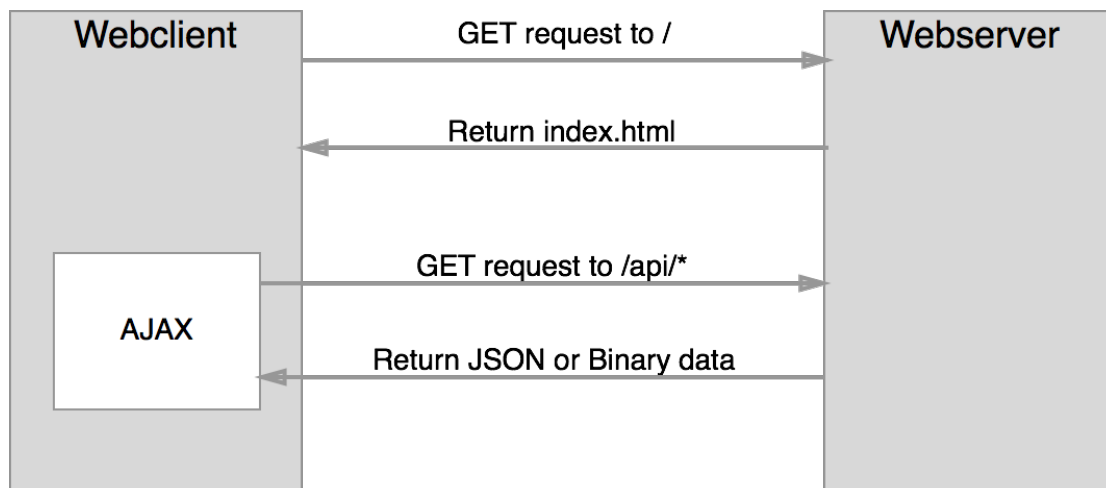 Webclient
GET request to /
Webserver
Return index.html
GET request to /api/*
AJAX
Return JSON or Binary data